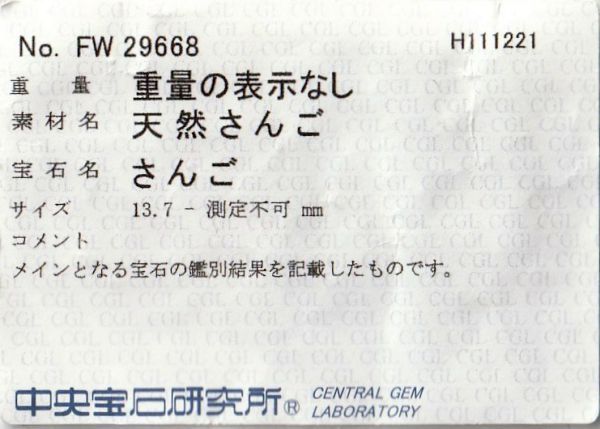 No. FW 29668 H111221
重量 重量の表示なし
素材名 天然さんご
宝石名 さんご
サイズ 13.7 - 測定不可 mm
コメント
メインとなる宝石の鑑別結果を記載したものです。
中央宝石研究所® CENTRAL GEM LABORATORY